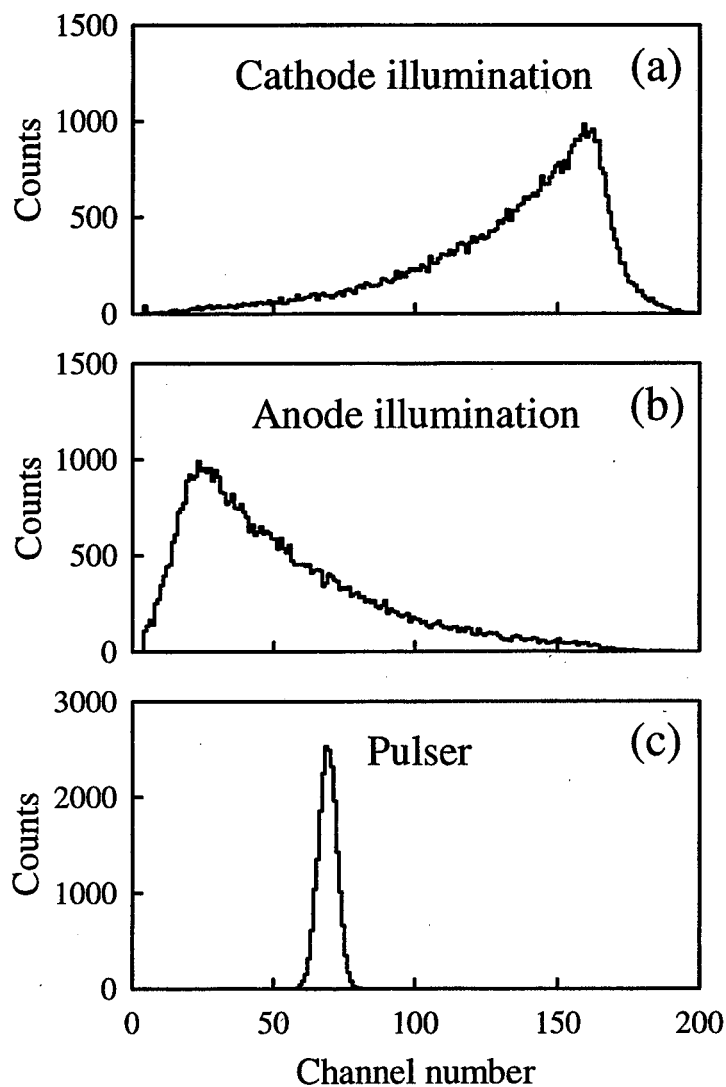 1500
Cathode illumination (a)
1000
Counts
500
0
1500
Anode illumination (b)
1000
Counts
500
0
3000
Pulser (c)
2000
Counts
1000
0
0 50 100 150 200
Channel number